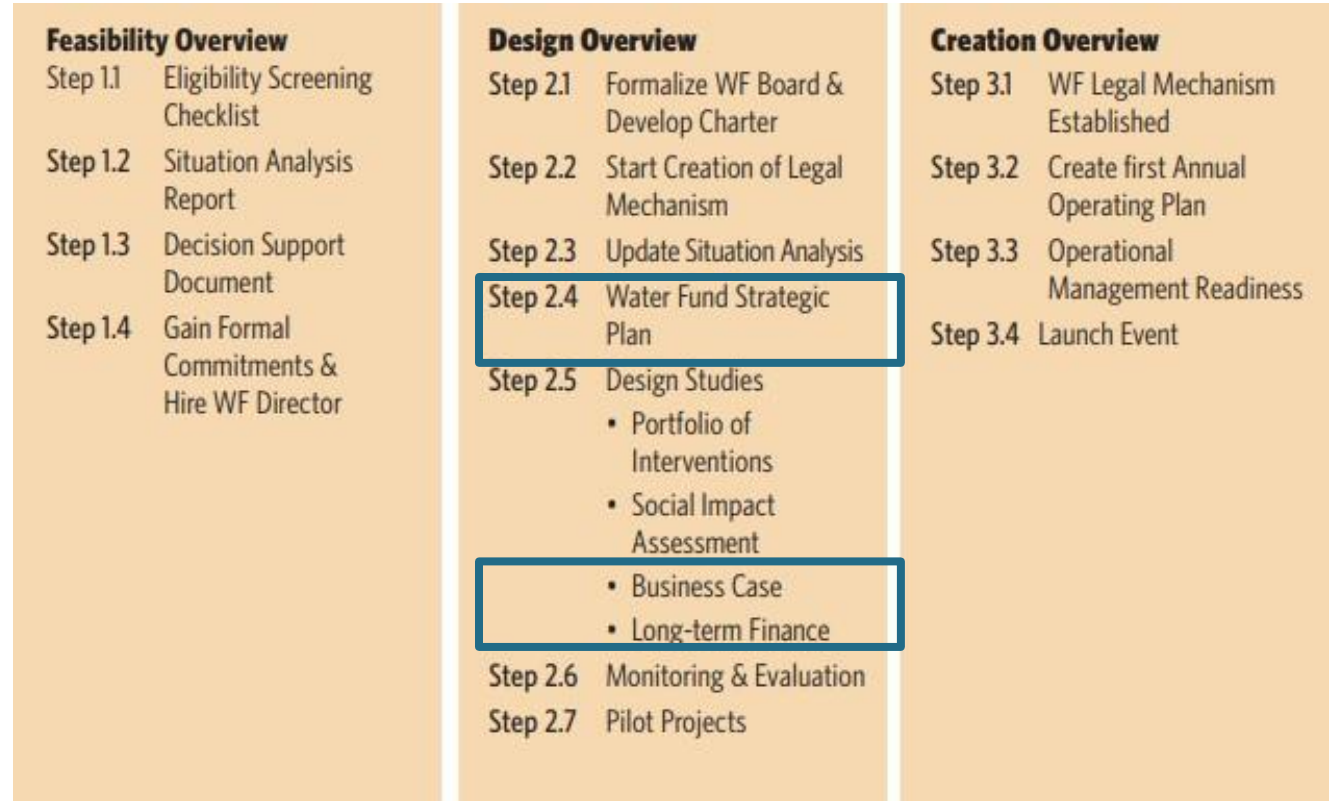 Feasibility Overview
Step 1.1 Eligibility Screening
Checklist
Step 1.2 Situation Analysis
Report
Step 1.3 Decision Support
Document
Step 1.4 Gain Formal
Commitments &
Hire WF Director
Design Overview
Step 2.1 Formalize WF Board &
Develop Charter
Step 2.2 Start Creation of Legal
Mechanism
Step 2.3 Update Situation Analysis
Step 2.4 Water Fund Strategic
Plan
Step 2.5 Design Studies
• Portfolio of
Interventions
• Social Impact
Assessment
• Business Case
• Long-term Finance
Step 2.6 Monitoring & Evaluation
Step 2.7 Pilot Projects
Creation Overview
Step 3.1 WF Legal Mechanism
Established
Step 3.2 Create first Annual
Operating Plan
Step 3.3 Operational
Management Readiness
Step 3.4 Launch Event